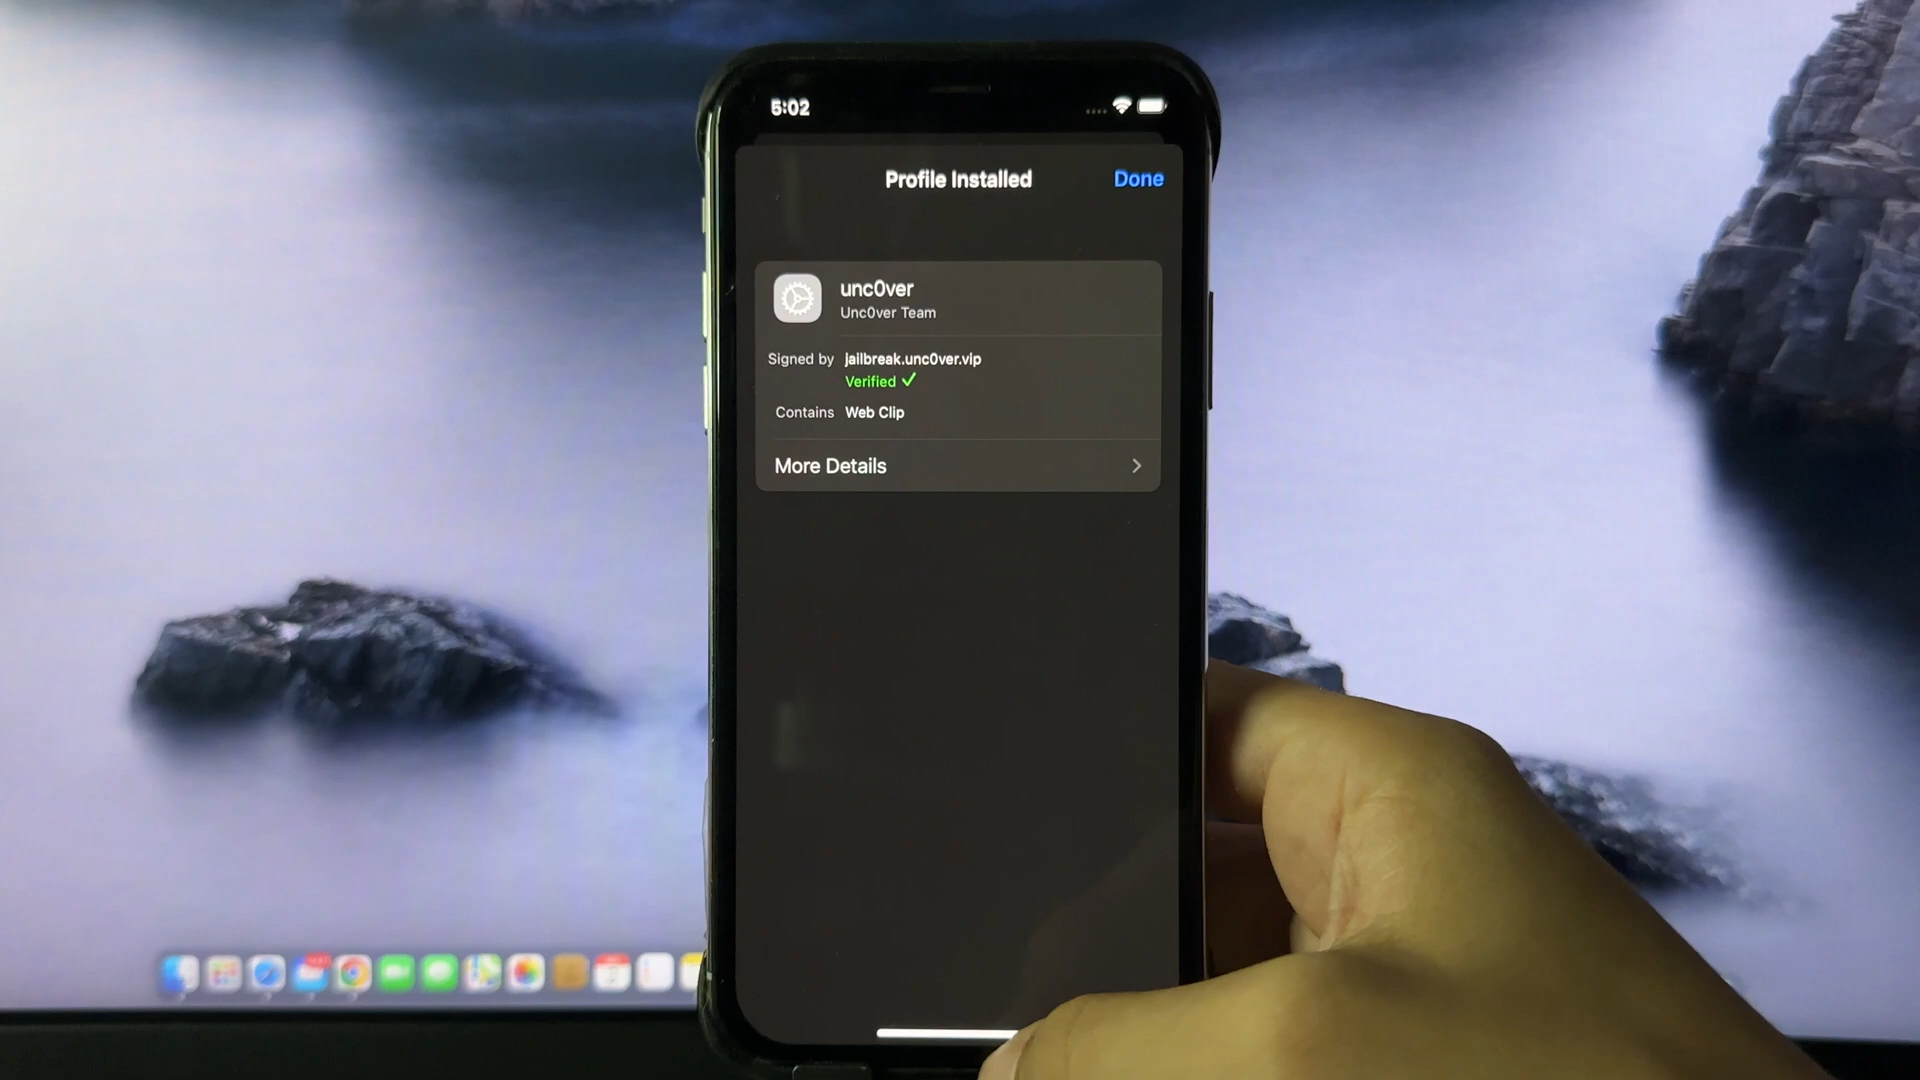 5:02
Profile Installed
Done
unc0ver
Unc0ver Team
Signed by jailbreak.unc0ver.vip
Verified ✓
Contains Web Clip
More Details